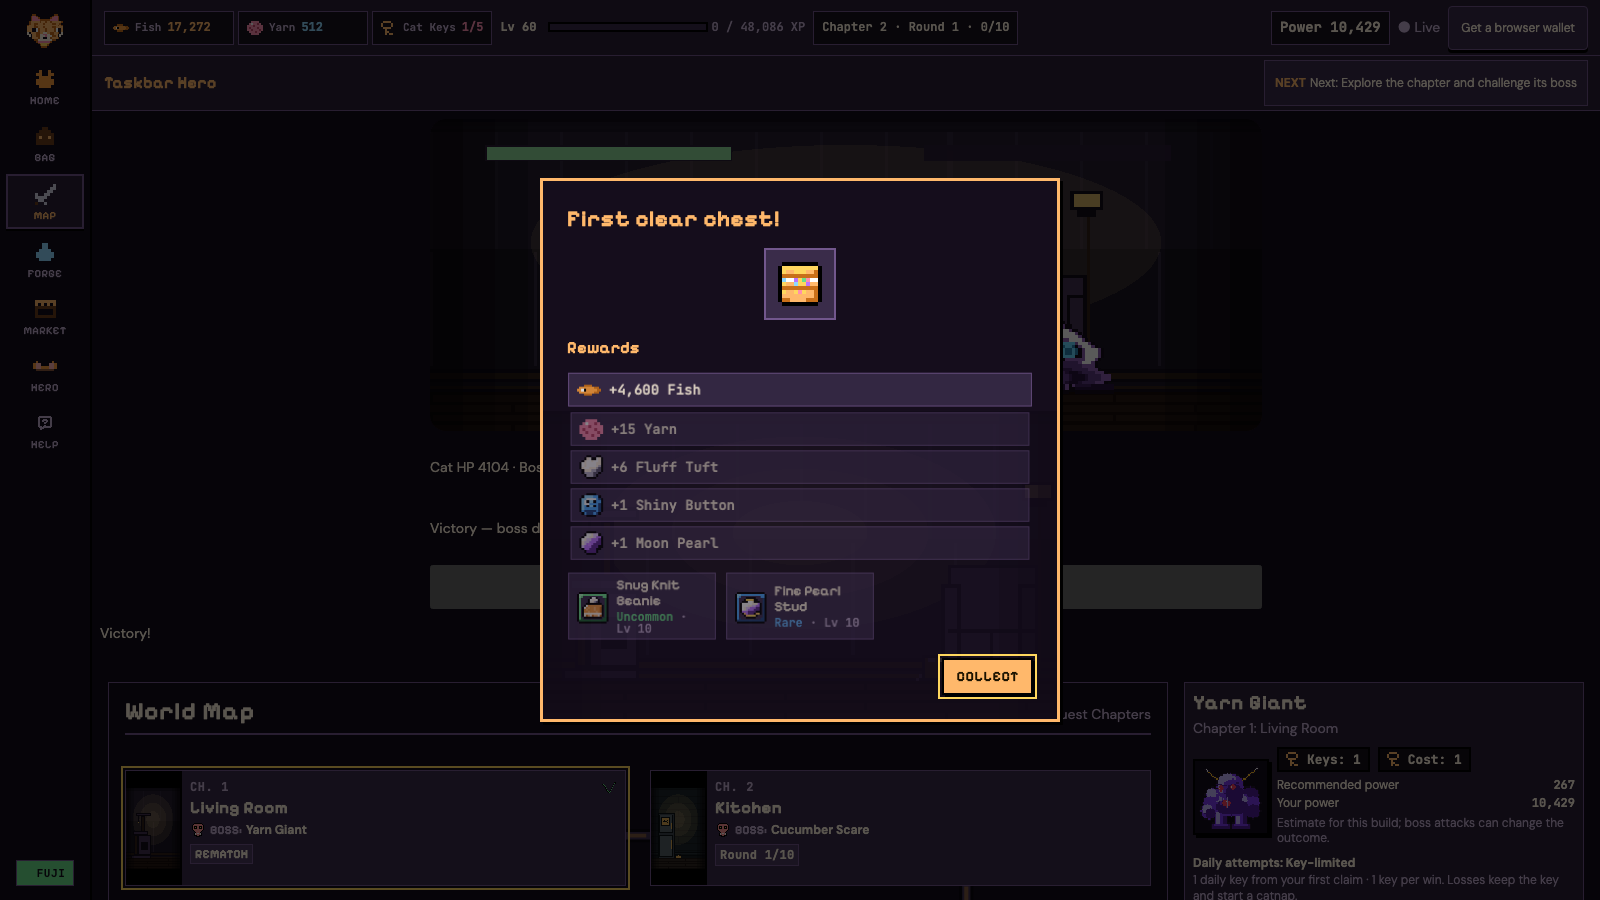 Fish 17,272
Yarn 512
Cat Keys 1/5
Lv 60
0 / 48,086 XP
Chapter 2 · Round 1 · 0/10
Power 10,429
Live
Get a browser wallet
HOME
BAG
MAP
FORGE
MARKET
HERO
HELP
FUJI
Taskbar Hero
NEXT Next: Explore the chapter and challenge its boss
First clear chest!
Rewards
+4,600 Fish
+15 Yarn
+6 Fluff Tuft
+1 Shiny Button
+1 Moon Pearl
Snug Knit
Beanie
Uncommon ·
Lv 10
Fine Pearl
Stud
Rare · Lv 10
COLLECT
Cat HP 4104 · Bos
Victory — boss d
Victory!
World Map
uest Chapters
CH. 1
Living Room
BOSS: Yarn Giant
REMATCH
CH. 2
Kitchen
BOSS: Cucumber Scare
Round 1/10
Yarn Giant
Chapter 1: Living Room
Keys: 1
Cost: 1
Recommended power 267
Your power 10,429
Estimate for this build; boss attacks can change the
outcome.
Daily attempts: Key-limited
1 daily key from your first claim · 1 key per win. Losses keep the key
and start a catnap.